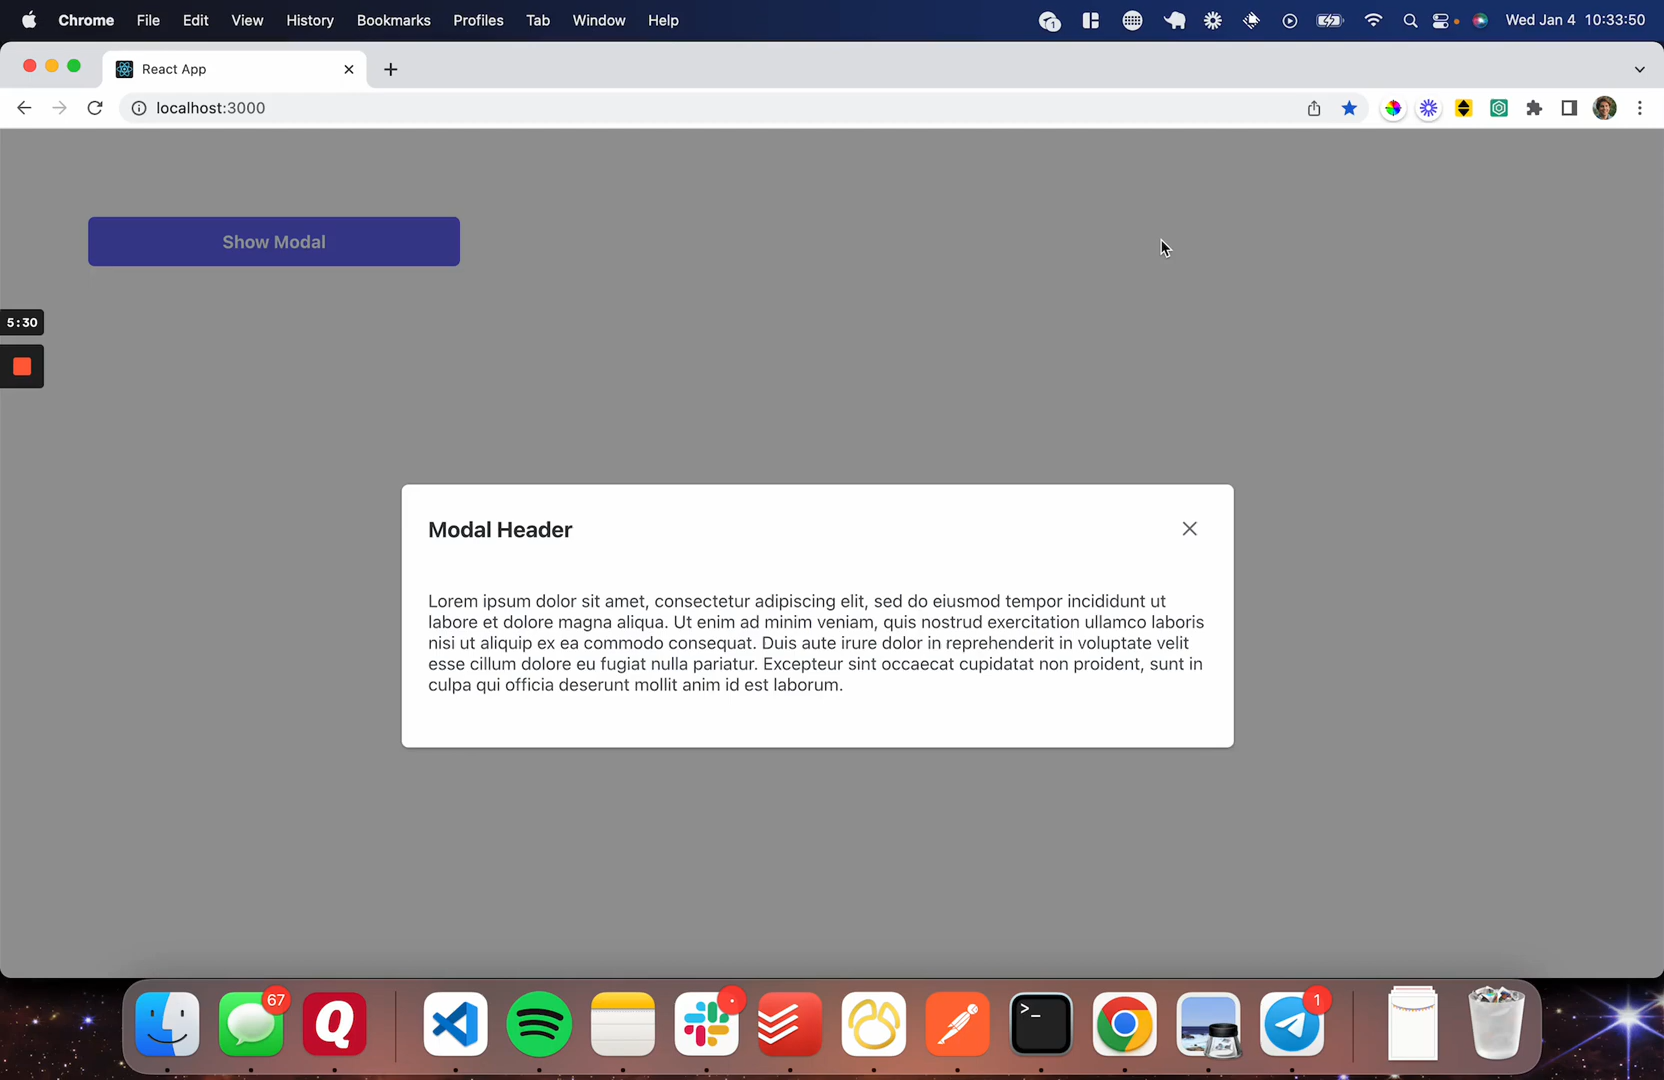 Chrome File Edit View History Bookmarks Profiles Tab Window Help 1 Wed Jan 4 10:33:50
React App
localhost:3000
Show Modal
5:30
Modal Header
Lorem ipsum dolor sit amet, consectetur adipiscing elit, sed do eiusmod tempor incididunt ut
labore et dolore magna aliqua. Ut enim ad minim veniam, quis nostrud exercitation ullamco laboris
nisi ut aliquip ex ea commodo consequat. Duis aute irure dolor in reprehenderit in voluptate velit
esse cillum dolore eu fugiat nulla pariatur. Excepteur sint occaecat cupidatat non proident, sunt in
culpa qui officia deserunt mollit anim id est laborum.
67 Q >_ 1